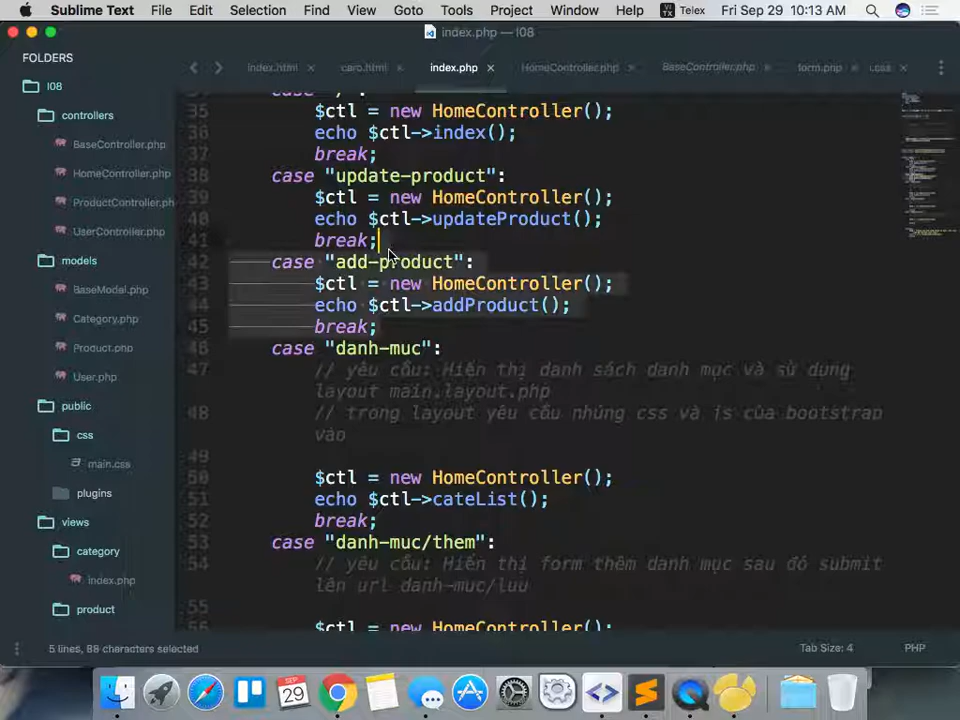 Sublime Text File Edit Selection Find View Goto Tools Project Window Help Telex Fri Sep 29 10:13 AM
index.php — l08
FOLDERS
l08
controllers
BaseController.php
HomeController.php
ProductController.ph
UserController.php
models
BaseModel.php
Category.php
Product.php
User.php
public
css
main.css
plugins
views
category
index.php
product
index.html
caro.html
index.php
HomeController.php
BaseController.php
form.php
35 $ctl = new HomeController();
36 echo $ctl->index();
37 break;
38 case "update-product":
39 $ctl = new HomeController();
40 echo $ctl->updateProduct();
41 break;
42 case "add-product":
43 $ctl = new HomeController();
44 echo $ctl->addProduct();
45 break;
46 case "danh-muc":
47 // yêu cầu: Hiện thị danh sách danh mục và sử dụng
layout main.layout.php
48 // trong layout yêu cầu nhúng css và js của bootstrap
vào
49
50 $ctl = new HomeController();
51 echo $ctl->cateList();
52 break;
53 case "danh-muc/them":
54 // yêu cầu: Hiển thị form thêm danh mục sau đó submit
lên url danh-muc/luu
55
56 $ctl = new HomeController();
5 lines, 88 characters selected
Tab Size: 4
PHP
SEP
29